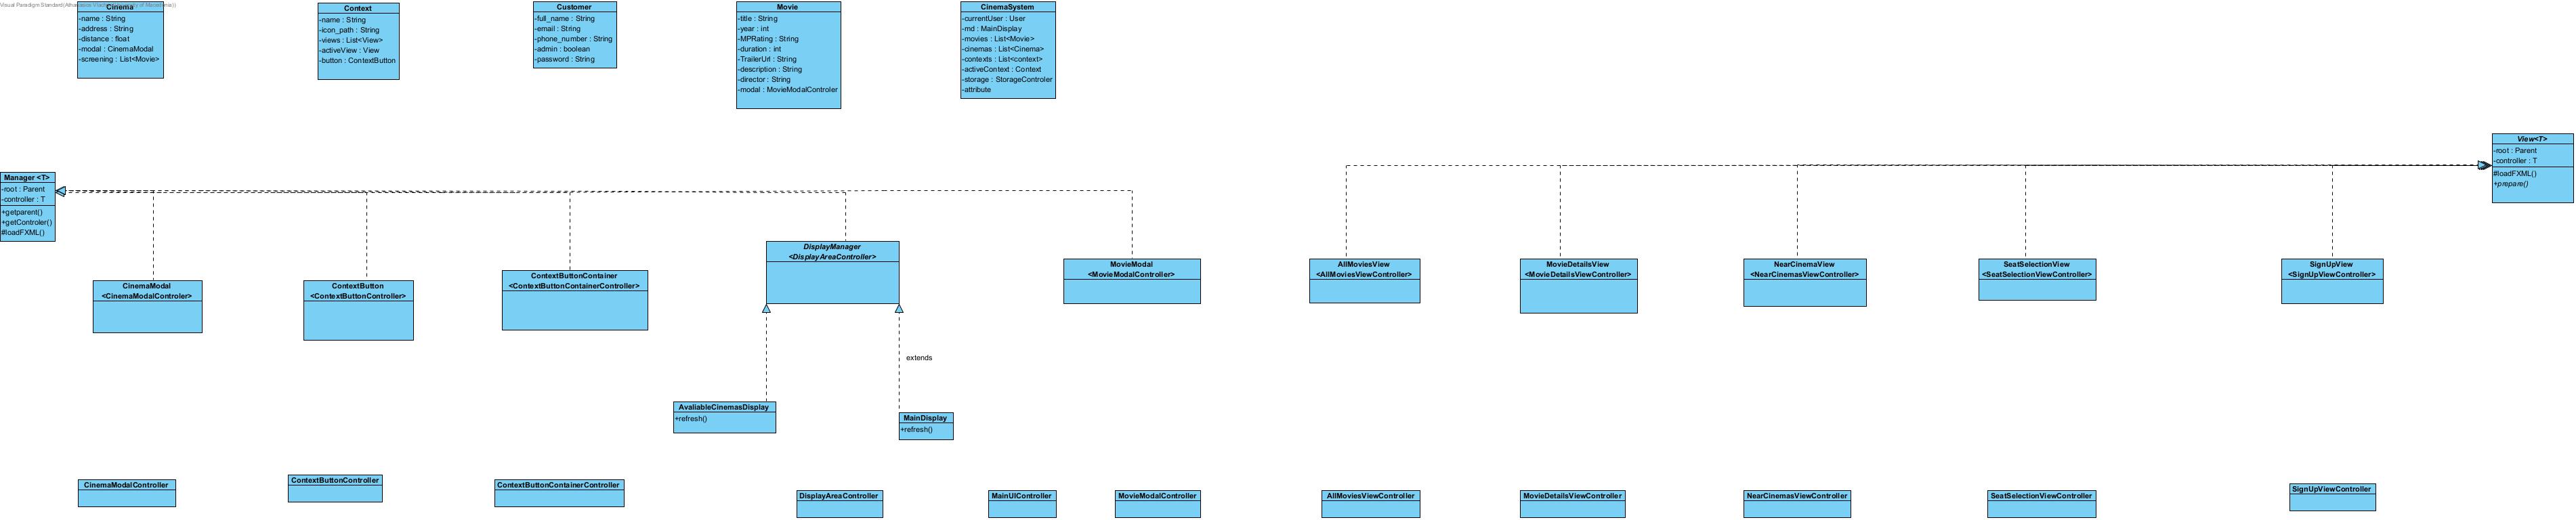 Visual Paradigm Standard(
Cinema
-name : String
-address : String
-distance : float
-modal : CinemaModal
-screening : List<Movie>
Context
-name : String
-icon_path : String
-views : List<View>
-activeView : View
-button : ContextButton
Customer
-full_name : String
-email : String
-phone_number : String
-admin : boolean
-password : String
Movie
-title : String
-year : int
-MPRating : String
-duration : int
-TrailerUrl : String
-description : String
-director : String
-modal : MovieModalControler
CinemaSystem
-currentUser : User
-md : MainDisplay
-movies : List<Movie>
-cinemas : List<Cinema>
-contexts : List<context>
-activeContext : Context
-storage : StorageControler
-attribute
View<T>
-root : Parent
-controller : T
#loadFXML()
+prepare()
Manager <T>
-root : Parent
-controller : T
+getparent()
+getControler()
#loadFXML()
CinemaModal
<CinemaModalControler>
ContextButton
<ContextButtonController>
ContextButtonContainer
<ContextButtonContainerController>
DisplayManager
<DisplayAreaController>
MovieModal
<MovieModalController>
AllMoviesView
<AllMoviesViewController>
MovieDetailsView
<MovieDetailsViewController>
NearCinemaView
<NearCinemasViewController>
SeatSelectionView
<SeatSelectionViewController>
SignUpView
<SignUpViewController>
extends
AvaliableCinemasDisplay
+refresh()
MainDisplay
+refresh()
CinemaModalController
ContextButtonController
ContextButtonContainerController
DisplayAreaController
MainUIController
MovieModalController
AllMoviesViewController
MovieDetailsViewController
NearCinemasViewController
SeatSelectionViewController
SignUpViewController